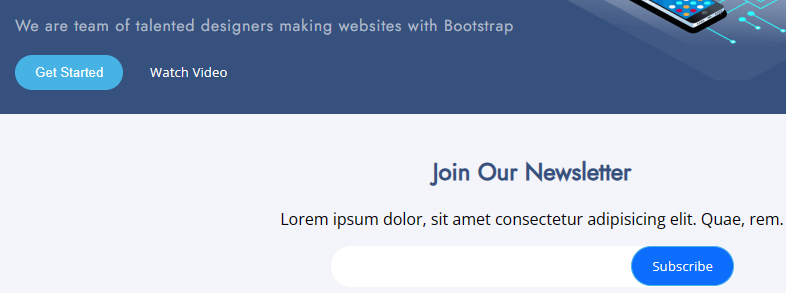 We are team of talented designers making websites with Bootstrap
Get Started
Watch Video
Join Our Newsletter
Lorem ipsum dolor, sit amet consectetur adipisicing elit. Quae, rem.
Subscribe